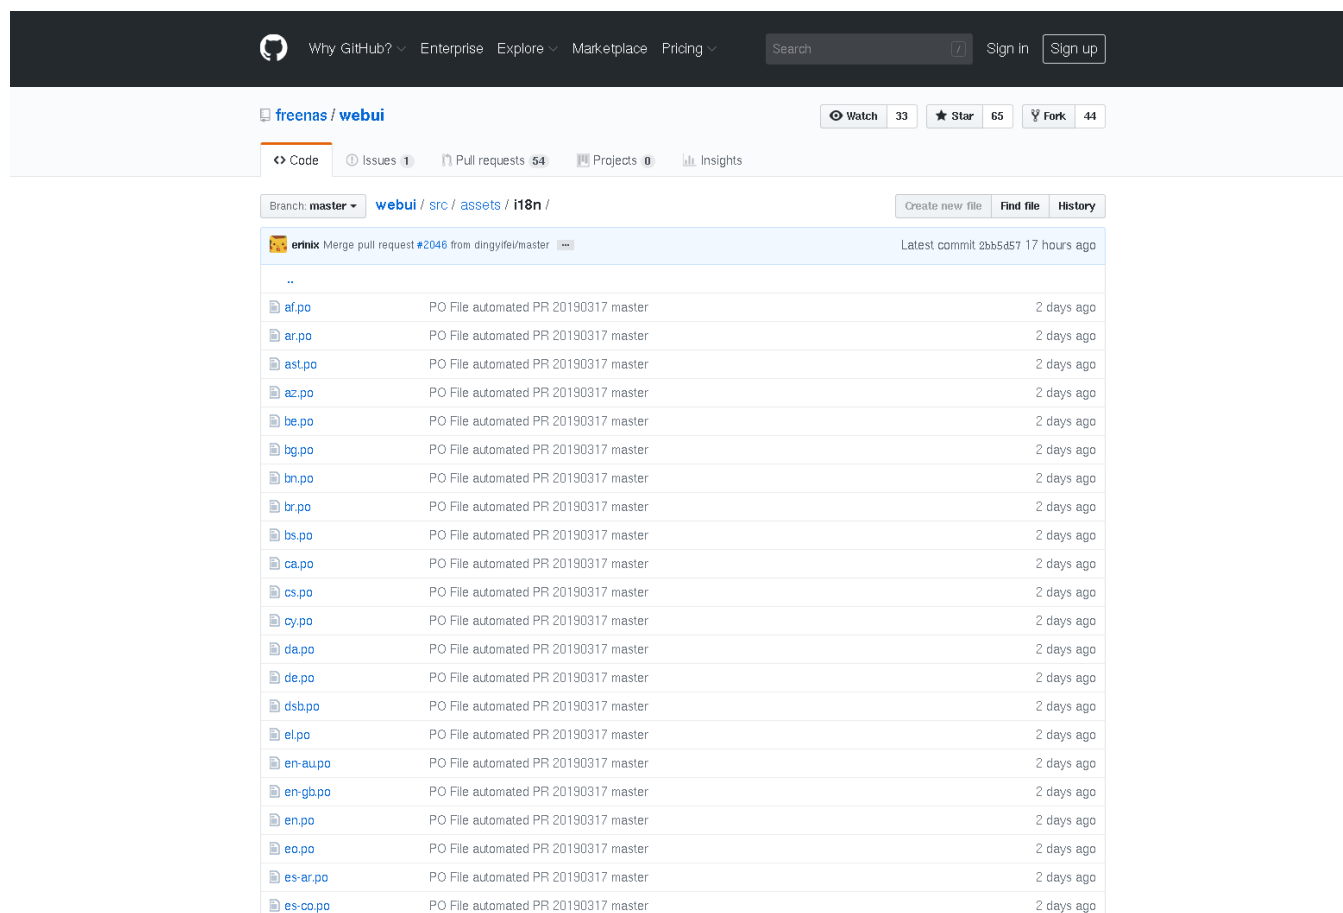 Why GitHub? Enterprise Explore Marketplace Pricing Search / Sign in Sign up
freenas / webui Watch 33 Star 65 Fork 44
Code Issues 1 Pull requests 54 Projects 0 Insights
Branch: master webui / src / assets / i18n / Create new file Find file History
erinix Merge pull request #2046 from dingyifei/master ... Latest commit 2bb5d57 17 hours ago
..
af.po PO File automated PR 20190317 master 2 days ago
ar.po PO File automated PR 20190317 master 2 days ago
ast.po PO File automated PR 20190317 master 2 days ago
az.po PO File automated PR 20190317 master 2 days ago
be.po PO File automated PR 20190317 master 2 days ago
bg.po PO File automated PR 20190317 master 2 days ago
bn.po PO File automated PR 20190317 master 2 days ago
br.po PO File automated PR 20190317 master 2 days ago
bs.po PO File automated PR 20190317 master 2 days ago
ca.po PO File automated PR 20190317 master 2 days ago
cs.po PO File automated PR 20190317 master 2 days ago
cy.po PO File automated PR 20190317 master 2 days ago
da.po PO File automated PR 20190317 master 2 days ago
de.po PO File automated PR 20190317 master 2 days ago
dsb.po PO File automated PR 20190317 master 2 days ago
el.po PO File automated PR 20190317 master 2 days ago
en-au.po PO File automated PR 20190317 master 2 days ago
en-gb.po PO File automated PR 20190317 master 2 days ago
en.po PO File automated PR 20190317 master 2 days ago
eo.po PO File automated PR 20190317 master 2 days ago
es-ar.po PO File automated PR 20190317 master 2 days ago
es-co.po PO File automated PR 20190317 master 2 days ago